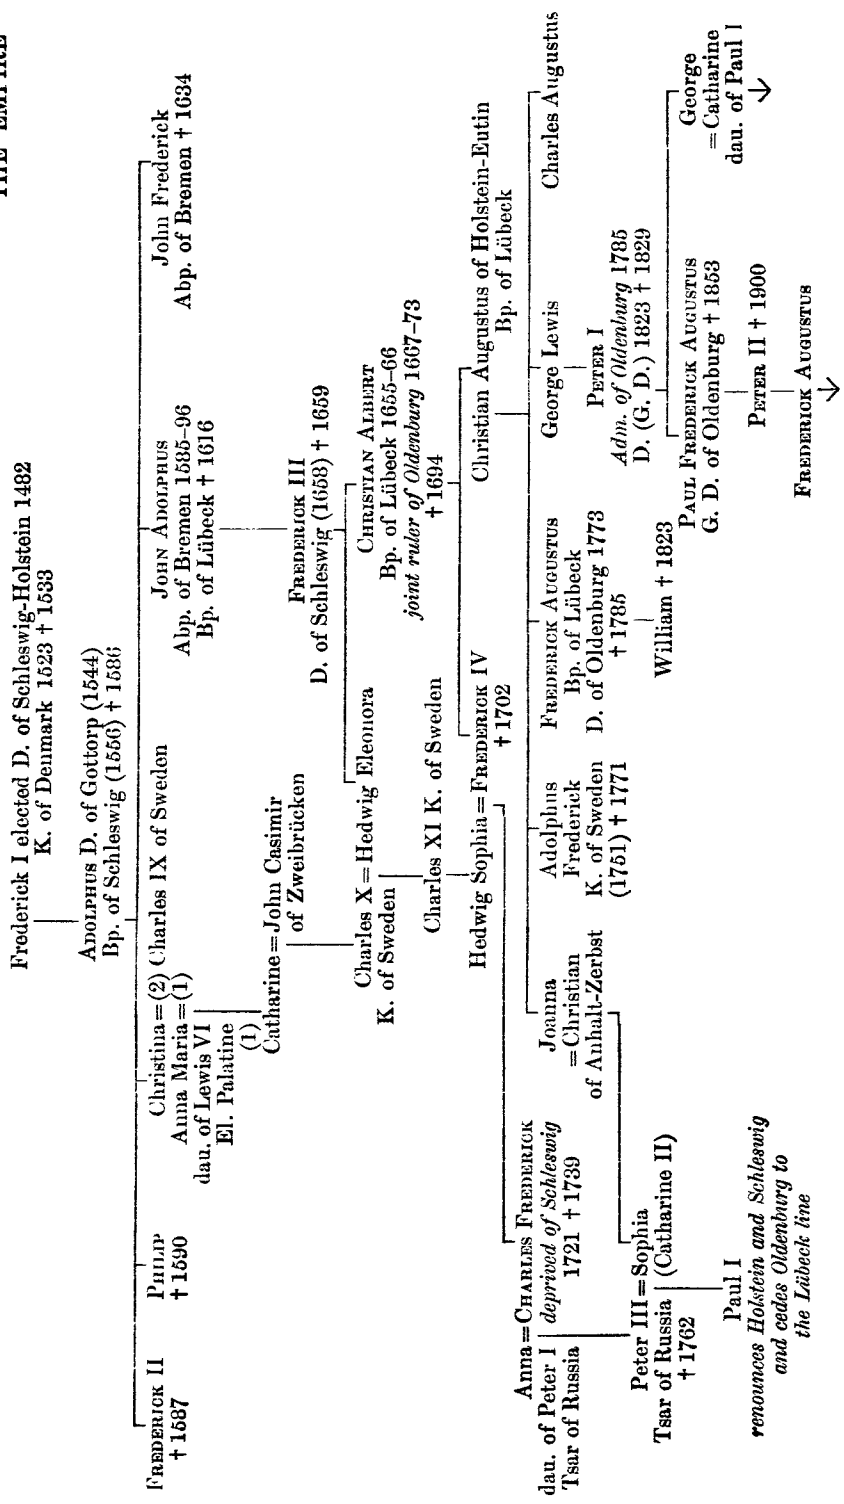 THE EMPIRE
Frederick I elected D. of Schleswig-Holstein 1482
K. of Denmark 1523 † 1533
ADOLPHUS D. of Gottorp (1544)
Bp. of Schleswig (1556) † 1586
FREDERICK II
† 1587
PHILIP
† 1590
Christina = (2) Charles IX of Sweden
Anna Maria = (1)
dau. of Lewis VI
El. Palatine
JOHN ADOLPHUS
Abp. of Bremen 1585–96
Bp. of Lübeck † 1616
John Frederick
Abp. of Bremen † 1634
(1)
Catharine = John Casimir
of Zweibrücken
FREDERICK III
D. of Schleswig (1658) † 1659
Charles X = Hedwig Eleonora
K. of Sweden
CHRISTIAN ALBERT
Bp. of Lübeck 1655–66
joint ruler of Oldenburg 1667–73
† 1694
Charles XI K. of Sweden
Hedwig Sophia = FREDERICK IV
† 1702
Christian Augustus of Holstein-Eutin
Bp. of Lübeck
Anna = CHARLES FREDERICK
dau. of Peter I
Tsar of Russia
deprived of Schleswig
1721 † 1739
Joanna
= Christian
of Anhalt-Zerbst
Adolphus
Frederick
K. of Sweden
(1751) † 1771
FREDERICK AUGUSTUS
Bp. of Lübeck
D. of Oldenburg 1773
† 1785
George Lewis
Charles Augustus
PETER I
Adm. of Oldenburg 1785
D. (G. D.) 1823 † 1829
Peter III = Sophia
Tsar of Russia
† 1762
(Catharine II)
William † 1823
PAUL FREDERICK AUGUSTUS
G. D. of Oldenburg † 1853
George
= Catharine
dau. of Paul I
Paul I
renounces Holstein and Schleswig
and cedes Oldenburg to
the Lübeck line
PETER II † 1900
FREDERICK AUGUSTUS